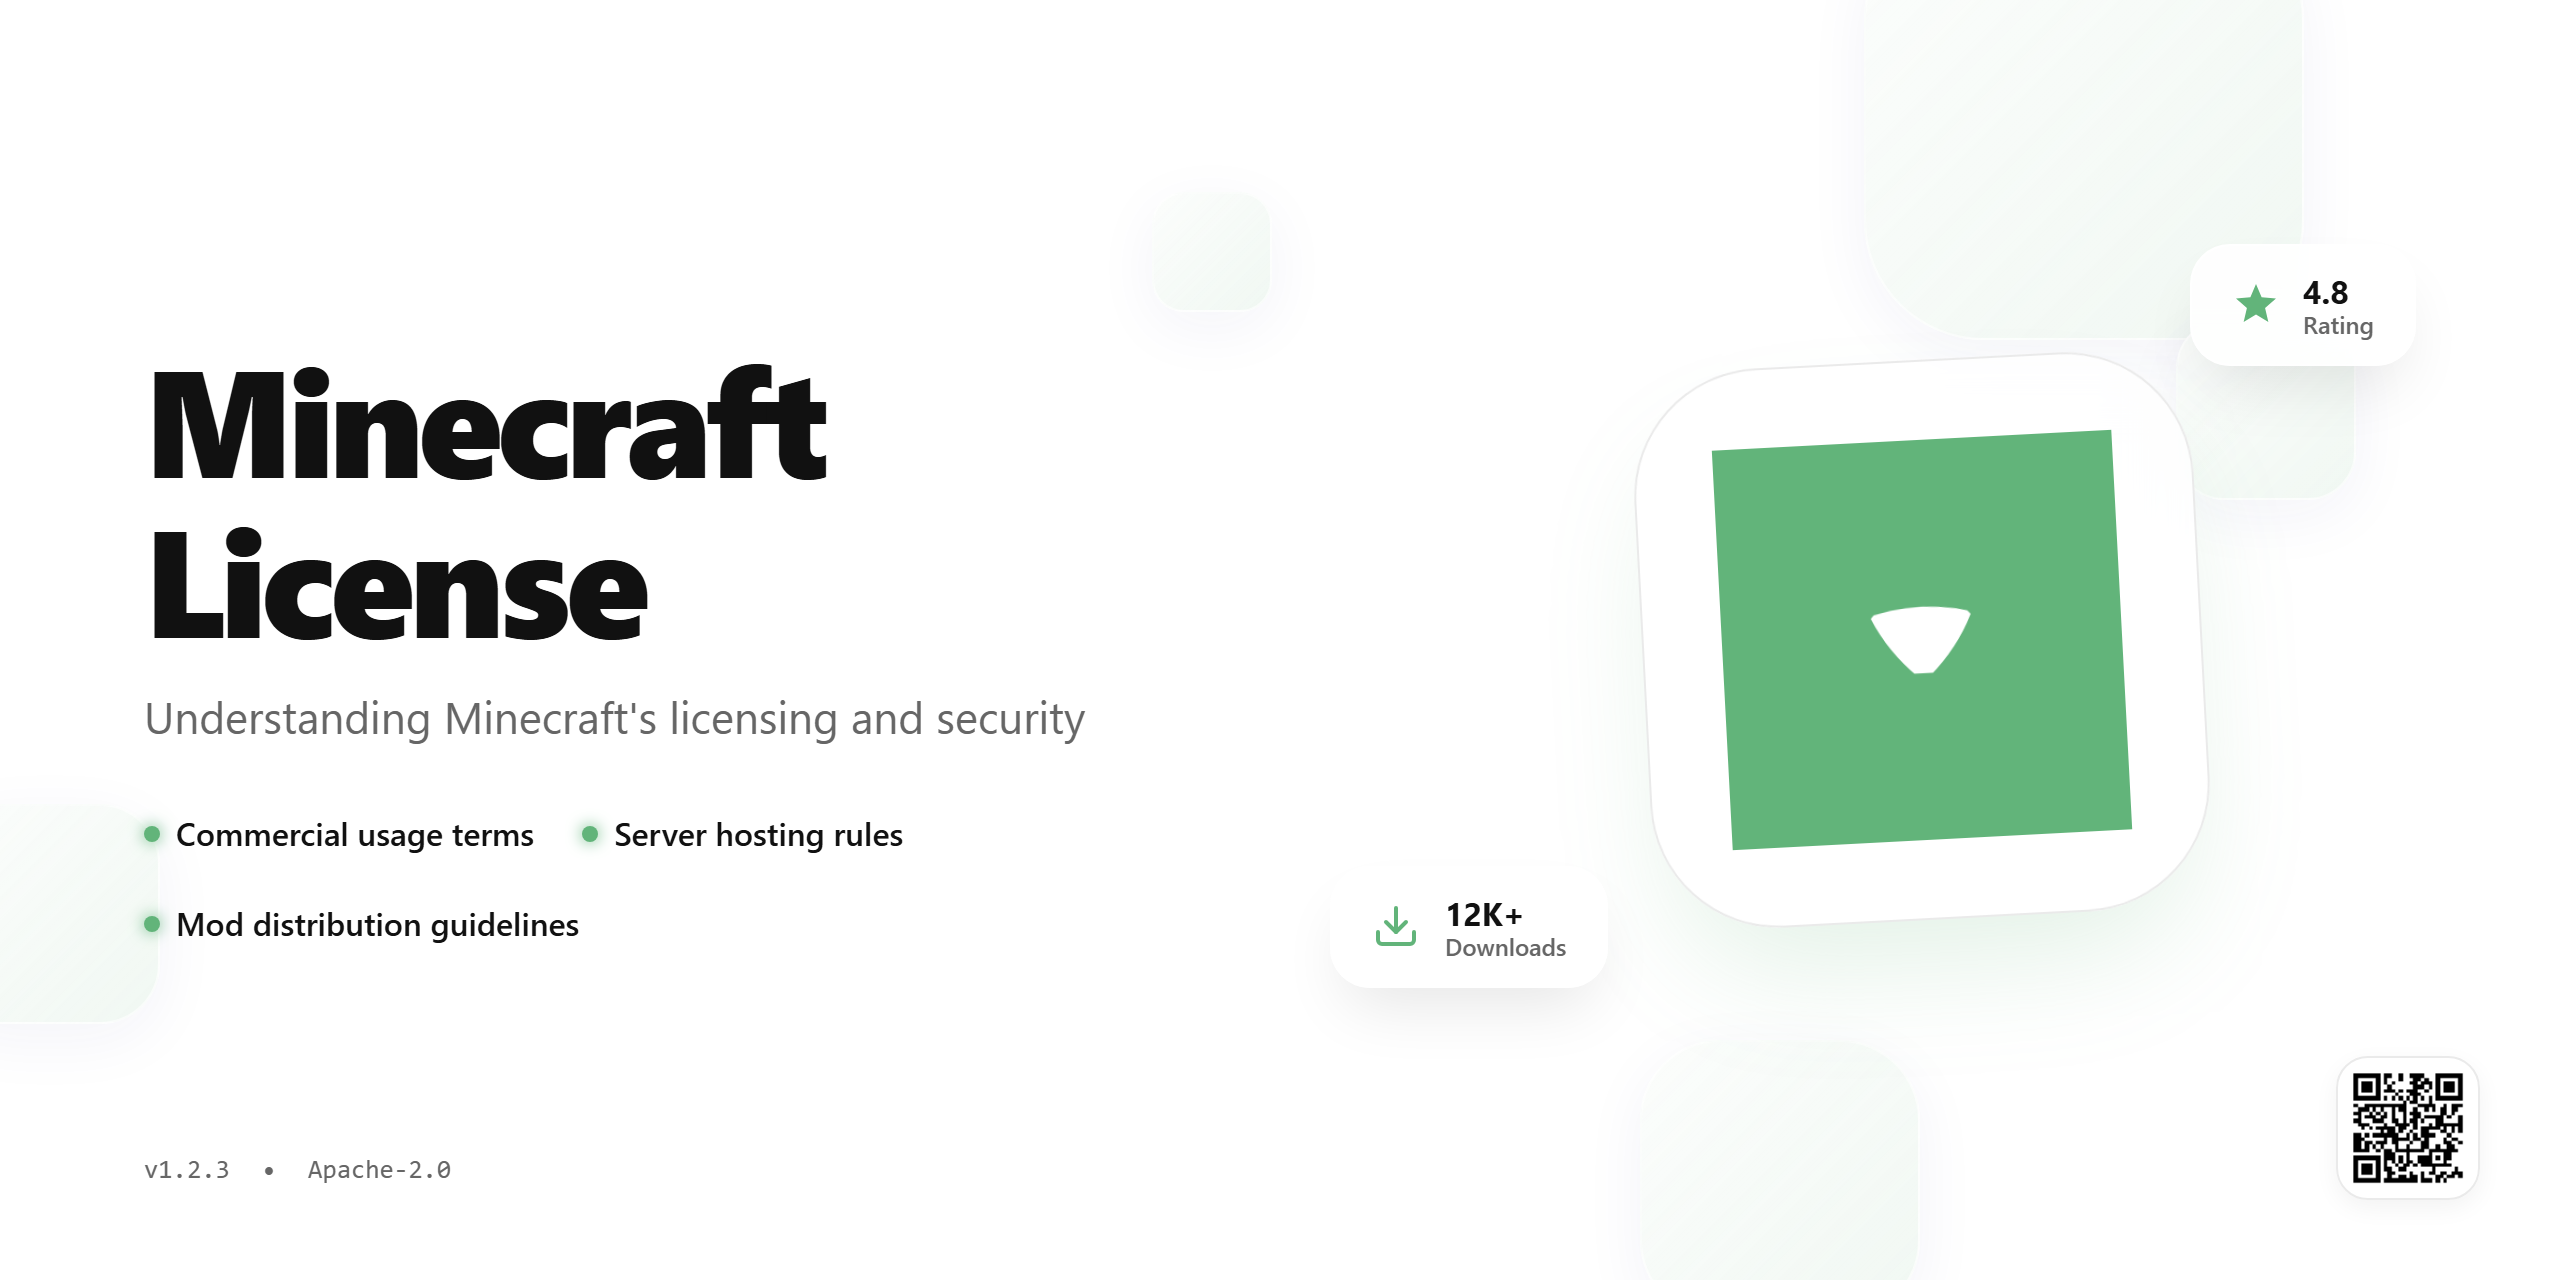 Minecraft
License
Understanding Minecraft's licensing and security
Commercial usage terms
Server hosting rules
Mod distribution guidelines
v1.2.3 • Apache-2.0
4.8
Rating
12K+
Downloads